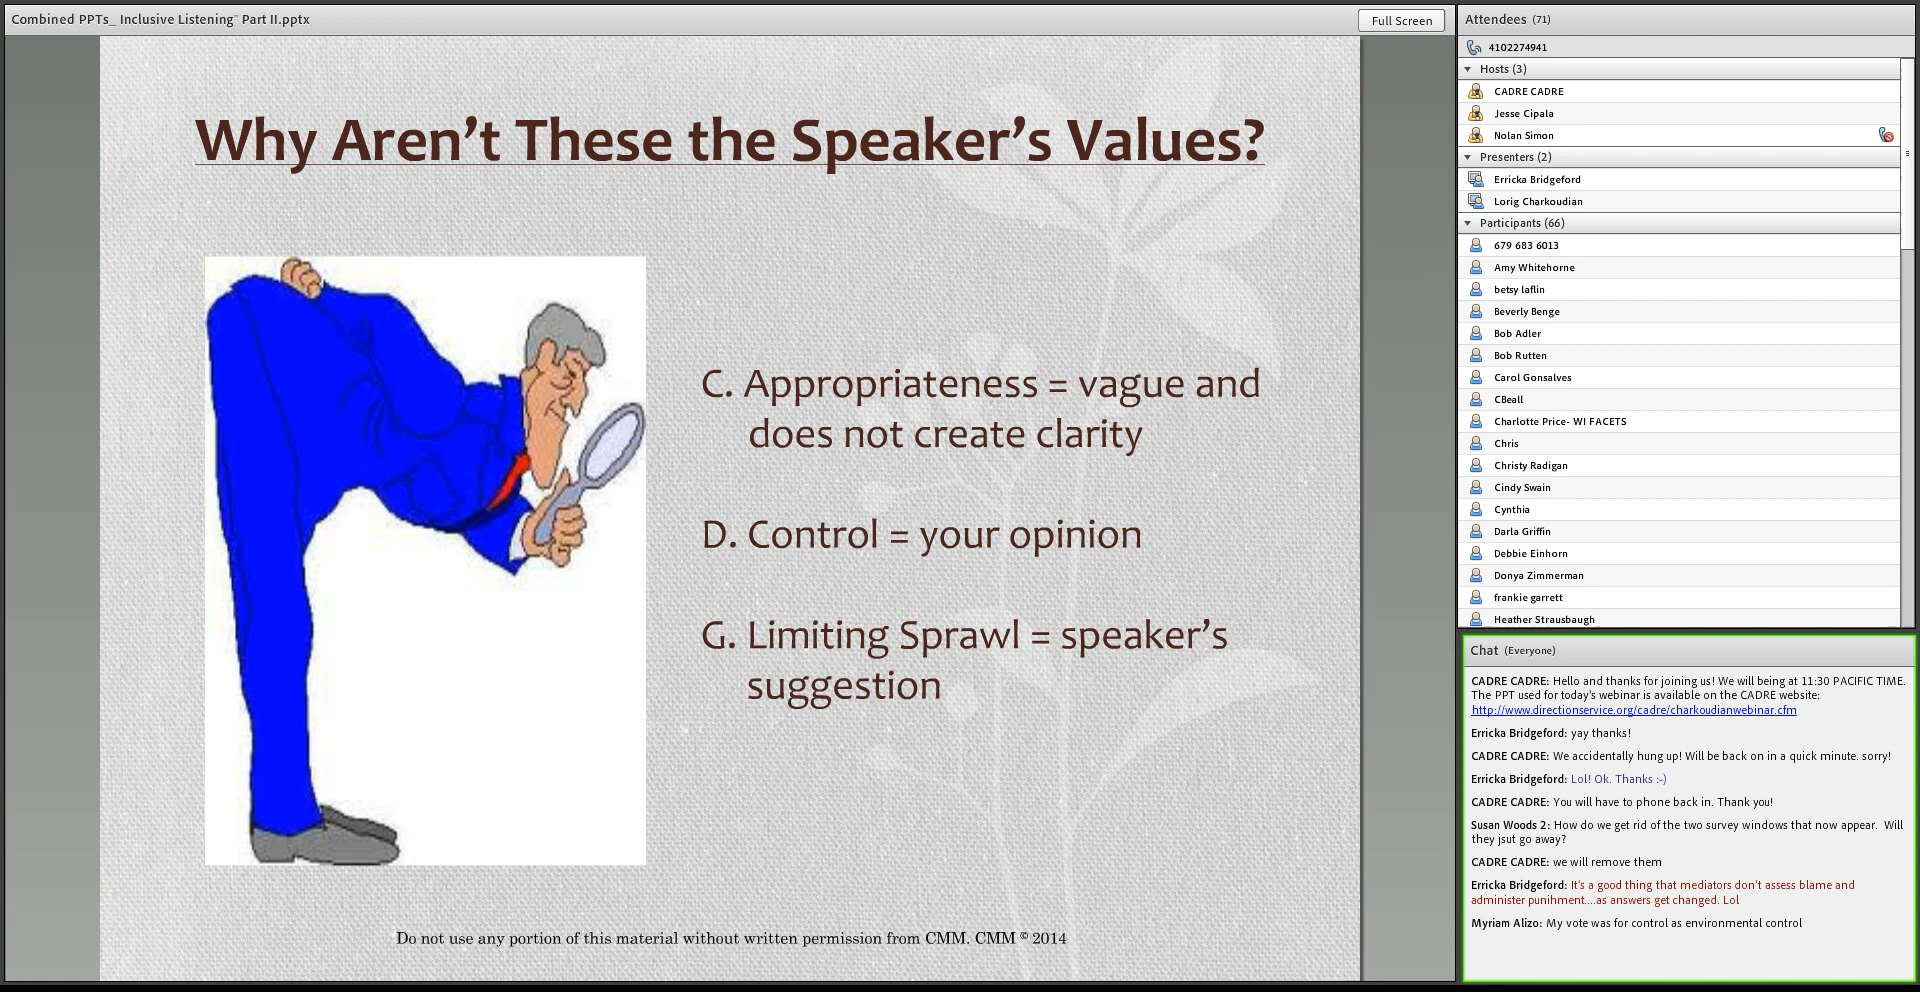 Combined PPTs_ Inclusive Listening¨ Part II.pptx
Full Screen
Why Aren’t These the Speaker’s Values?
C. Appropriateness = vague and
does not create clarity
D. Control = your opinion
G. Limiting Sprawl = speaker’s
suggestion
Do not use any portion of this material without written permission from CMM. CMM © 2014
Attendees (71)
4102274941
Hosts (3)
CADRE CADRE
Jesse Cipala
Nolan Simon
Presenters (2)
Erricka Bridgeford
Lorig Charkoudian
Participants (66)
679 683 6013
Amy Whitehorne
betsy laflin
Beverly Benge
Bob Adler
Bob Rutten
Carol Gonsalves
CBeall
Charlotte Price- WI FACETS
Chris
Christy Radigan
Cindy Swain
Cynthia
Darla Griffin
Debbie Einhorn
Donya Zimmerman
frankie garrett
Heather Strausbaugh
Chat (Everyone)
CADRE CADRE: Hello and thanks for joining us! We will being at 11:30 PACIFIC TIME.
The PPT used for today's webinar is available on the CADRE website:
http://www.directionservice.org/cadre/charkoudianwebinar.cfm
Erricka Bridgeford: yay thanks!
CADRE CADRE: We accidentally hung up! Will be back on in a quick minute. sorry!
Erricka Bridgeford: Lol! Ok. Thanks :-)
CADRE CADRE: You will have to phone back in. Thank you!
Susan Woods 2: How do we get rid of the two survey windows that now appear.  Will
they jsut go away?
CADRE CADRE: we will remove them
Erricka Bridgeford: It's a good thing that mediators don't assess blame and
administer punihment....as answers get changed. Lol
Myriam Alizo: My vote was for control as environmental control